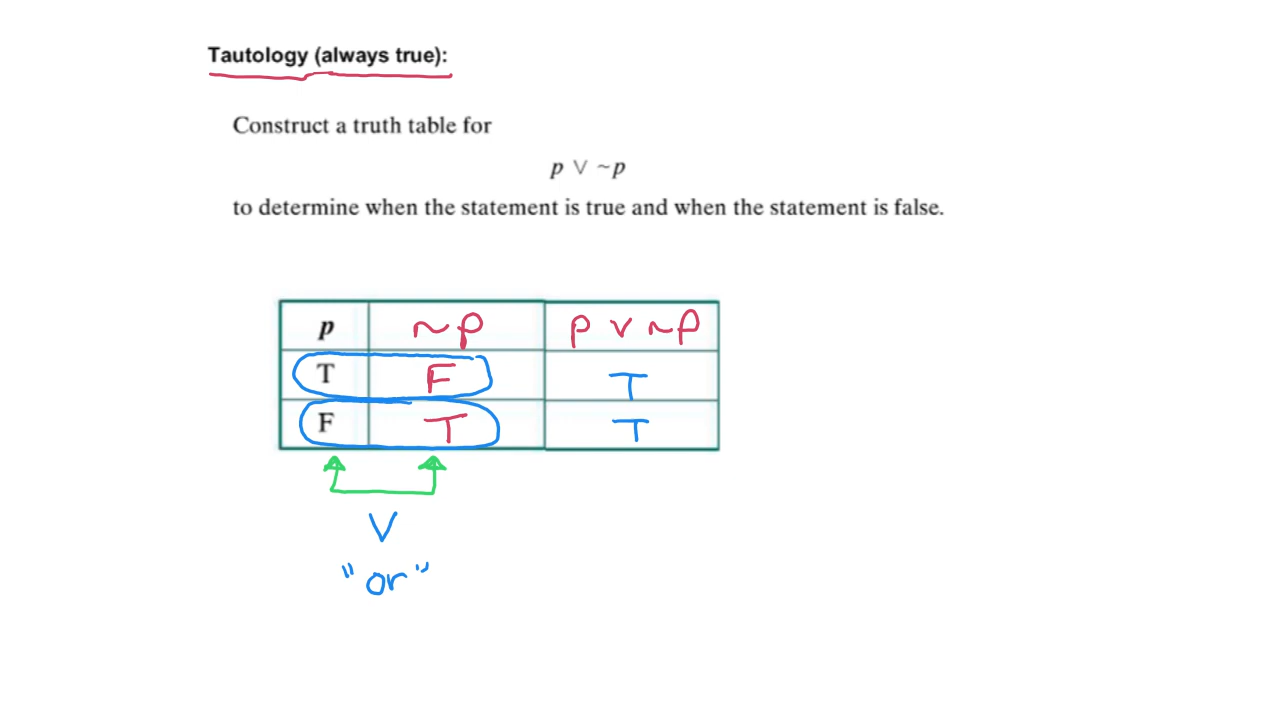 Tautology (always true):
Construct a truth table for
p ∨ ~p
to determine when the statement is true and when the statement is false.
p ~p p ∨ ~p
T F T
F T T
∨
"or"